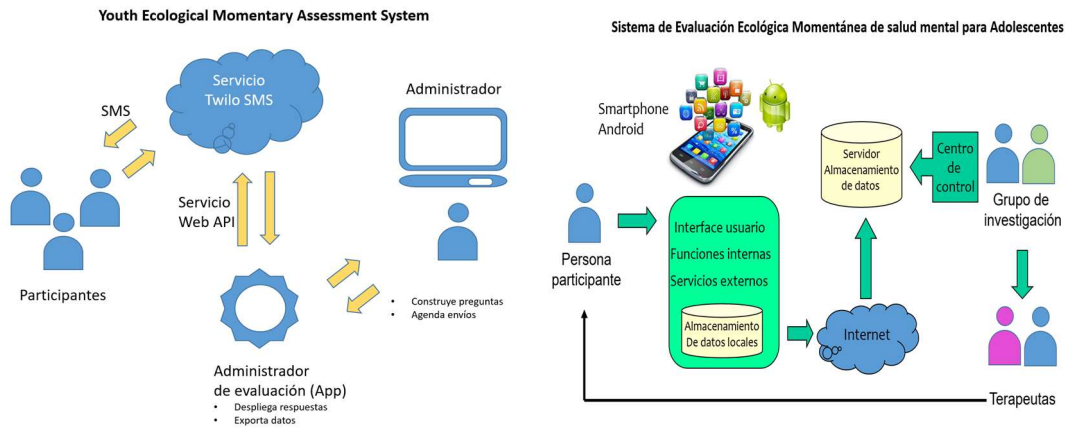 Youth Ecological Momentary Assessment System
Servicio
Twilo SMS
Administrador
SMS
Servicio
Web API
Participantes
• Construye preguntas
• Agenda envíos
Administrador
de evaluación (App)
• Despliega respuestas
• Exporta datos
Sistema de Evaluación Ecológica Momentánea de salud mental para Adolescentes
Smartphone
Android
Servidor
Almacenamiento
de datos
Centro
de
control
Grupo de
investigación
Persona
participante
Interface usuario
Funciones internas
Servicios externos
Almacenamiento
De datos locales
Internet
Terapeutas